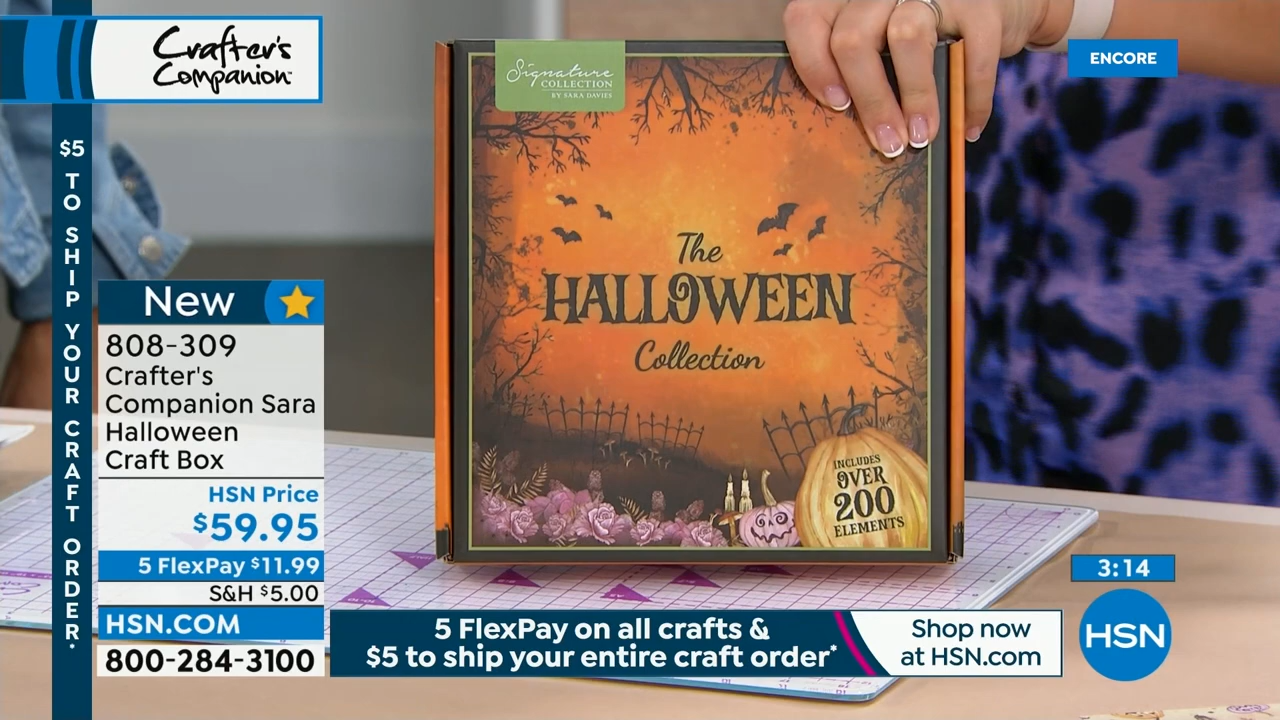 Crafter's
Companion
ENCORE
$5 TO SHIP YOUR CRAFT ORDER.*
Signature
COLLECTION
BY SARA DAVIES
The
HALLOWEEN
Collection
INCLUDES
OVER
200
ELEMENTS
New
808-309
Crafter's
Companion Sara
Halloween
Craft Box
HSN Price
$59.95
5 FlexPay $11.99
S&H $5.00
HSN.COM
800-284-3100
5 FlexPay on all crafts &
$5 to ship your entire craft order*
Shop now
at HSN.com
3:14
HSN